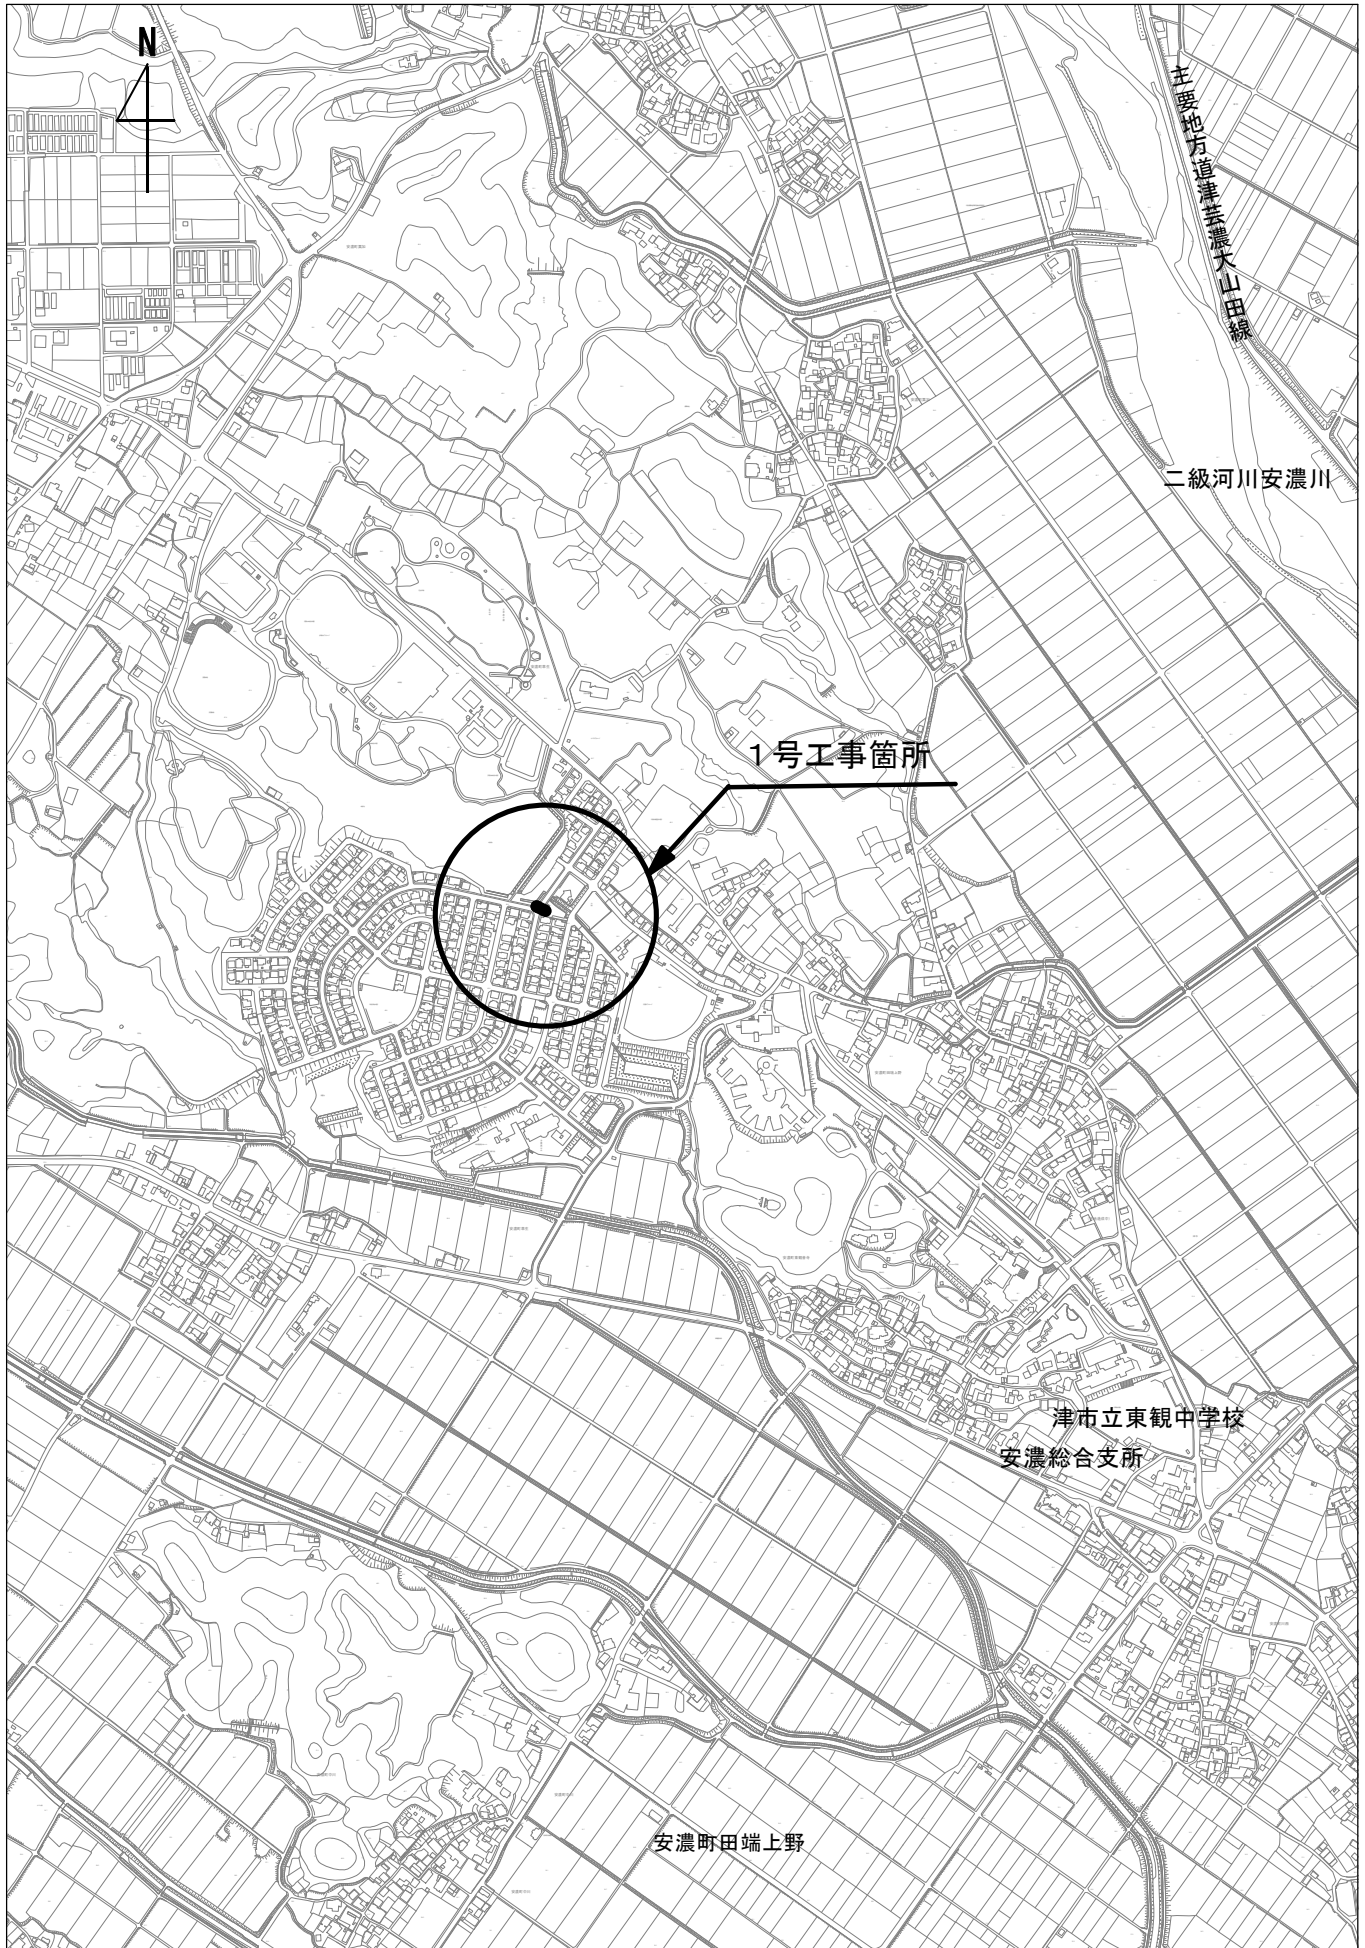 N
主要地方道津芸濃大山田線
二級河川安濃川
１号工事箇所
津市立東観中学校
安濃総合支所
安濃町田端上野